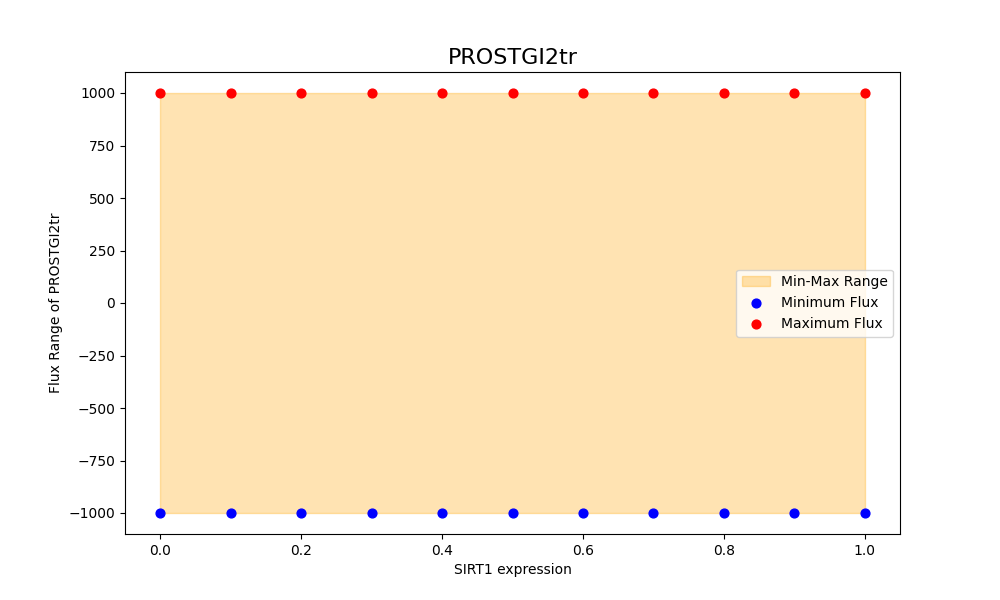 PROSTGI2tr
Flux Range of PROSTGI2tr
1000
750
500
250
0
−250
−500
−750
−1000
Min-Max Range
Minimum Flux
Maximum Flux
0.0 0.2 0.4 0.6 0.8 1.0
SIRT1 expression